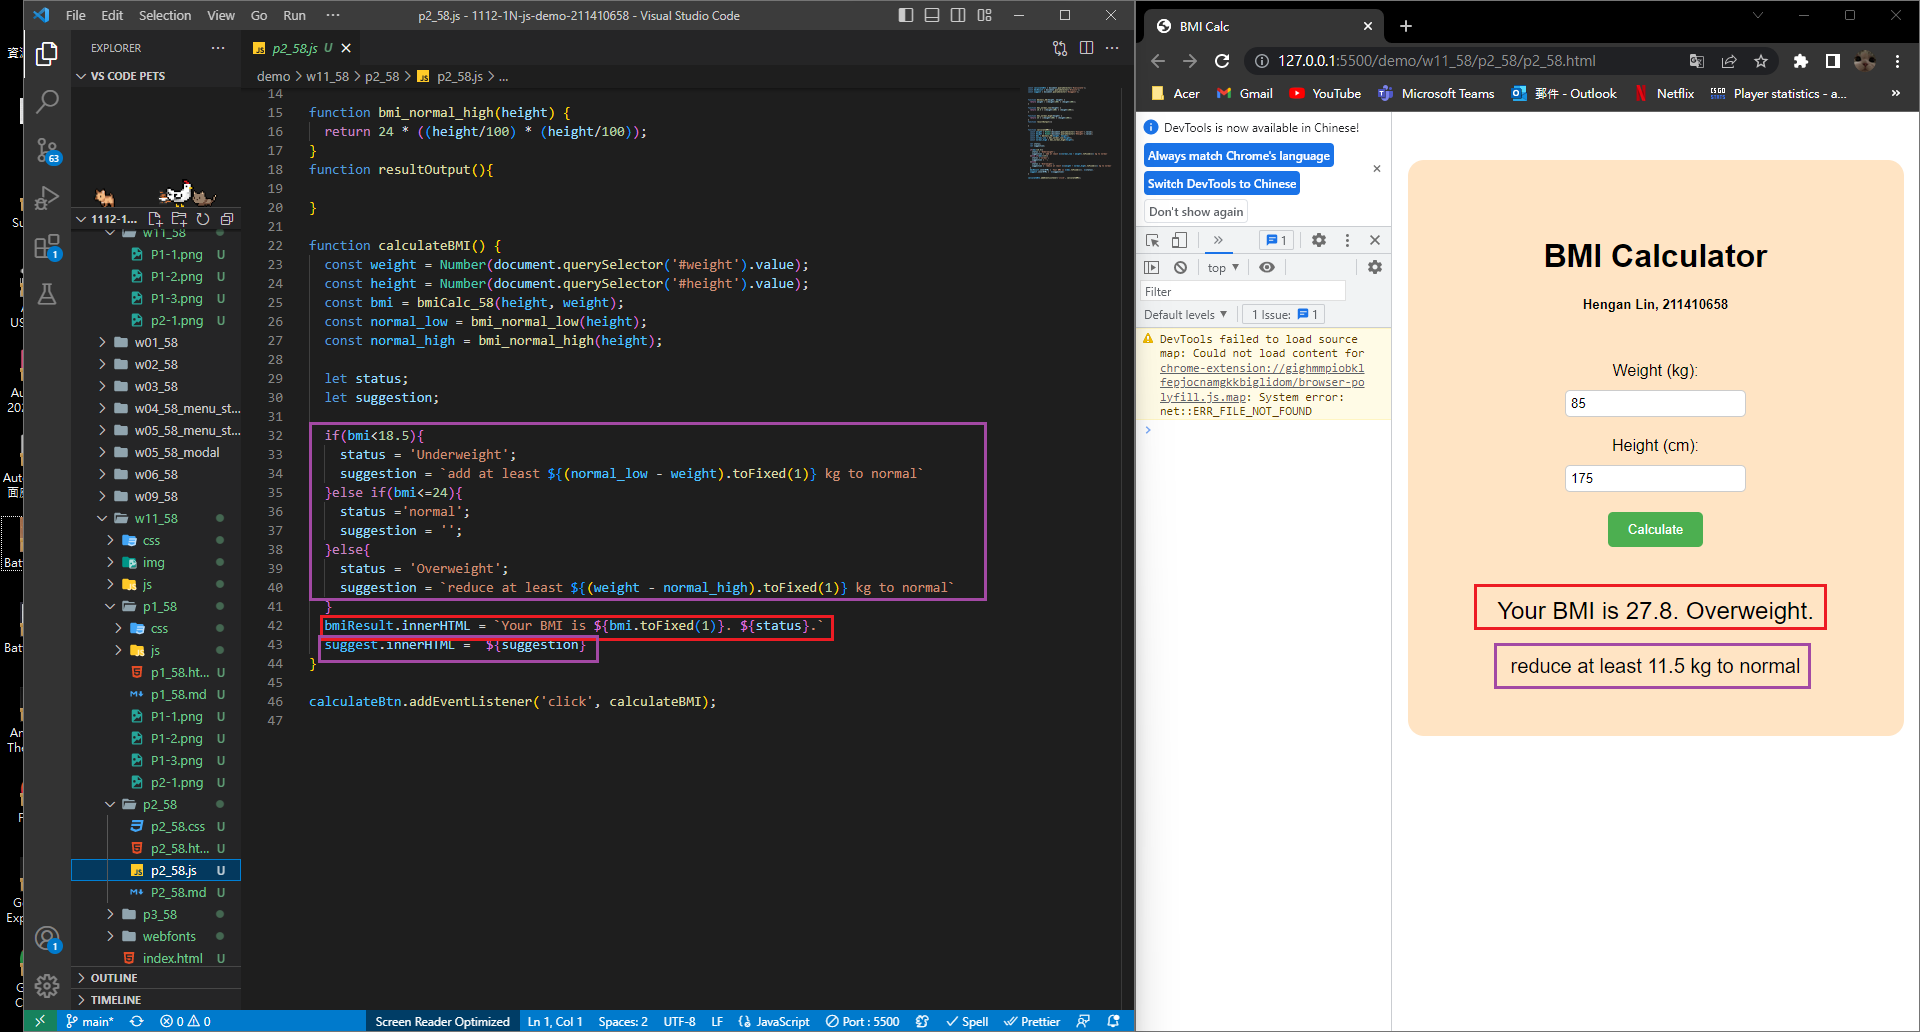 File Edit Selection View Go Run ···
p2_58.js - 1112-1N-js-demo-211410658 - Visual Studio Code
EXPLORER
VS CODE PETS
1112-1...
w11_58
P1-1.png U
P1-2.png U
P1-3.png U
p2-1.png U
w01_58
w02_58
w03_58
w04_58_menu_st...
w05_58_menu_st...
w05_58_modal
w06_58
w09_58
w11_58
css
img
js
p1_58
css
js
p1_58.ht... U
p1_58.md U
P1-1.png U
P1-2.png U
P1-3.png U
p2-1.png U
p2_58
p2_58.css U
p2_58.ht... U
p2_58.js U
P2_58.md U
p3_58
webfonts
index.html U
OUTLINE
TIMELINE
63
1
1
p2_58.js U
demo > w11_58 > p2_58 > p2_58.js > ...
14
15 function bmi_normal_high(height) {
16 return 24 * ((height/100) * (height/100));
17 }
18 function resultOutput(){
19
20 }
21
22 function calculateBMI() {
23 const weight = Number(document.querySelector('#weight').value);
24 const height = Number(document.querySelector('#height').value);
25 const bmi = bmiCalc_58(height, weight);
26 const normal_low = bmi_normal_low(height);
27 const normal_high = bmi_normal_high(height);
28
29 let status;
30 let suggestion;
31
32 if(bmi<18.5){
33 status = 'Underweight';
34 suggestion = `add at least ${(normal_low - weight).toFixed(1)} kg to normal`
35 }else if(bmi<=24){
36 status ='normal';
37 suggestion = '';
38 }else{
39 status = 'Overweight';
40 suggestion = `reduce at least ${(weight - normal_high).toFixed(1)} kg to normal`
41 }
42 bmiResult.innerHTML = `Your BMI is ${bmi.toFixed(1)}. ${status}.`
43 suggest.innerHTML = ${suggestion}
44 }
45
46 calculateBtn.addEventListener('click', calculateBMI);
47
main* 0 0
Screen Reader Optimized Ln 1, Col 1 Spaces: 2 UTF-8 LF JavaScript Port : 5500 Spell Prettier
BMI Calc
127.0.0.1:5500/demo/w11_58/p2_58/p2_58.html
Acer Gmail YouTube Microsoft Teams 郵件 - Outlook Netflix Player statistics - a... »
DevTools is now available in Chinese!
Always match Chrome's language
Switch DevTools to Chinese
Don't show again
1
top
Filter
Default levels 1 Issue: 1
DevTools failed to load source
map: Could not load content for
chrome-extension://gighmmpiobkl
fepjocnamgkkbiglidom/browser-po
lyfill.js.map: System error:
net::ERR_FILE_NOT_FOUND
BMI Calculator
Hengan Lin, 211410658
Weight (kg):
85
Height (cm):
175
Calculate
Your BMI is 27.8. Overweight.
reduce at least 11.5 kg to normal